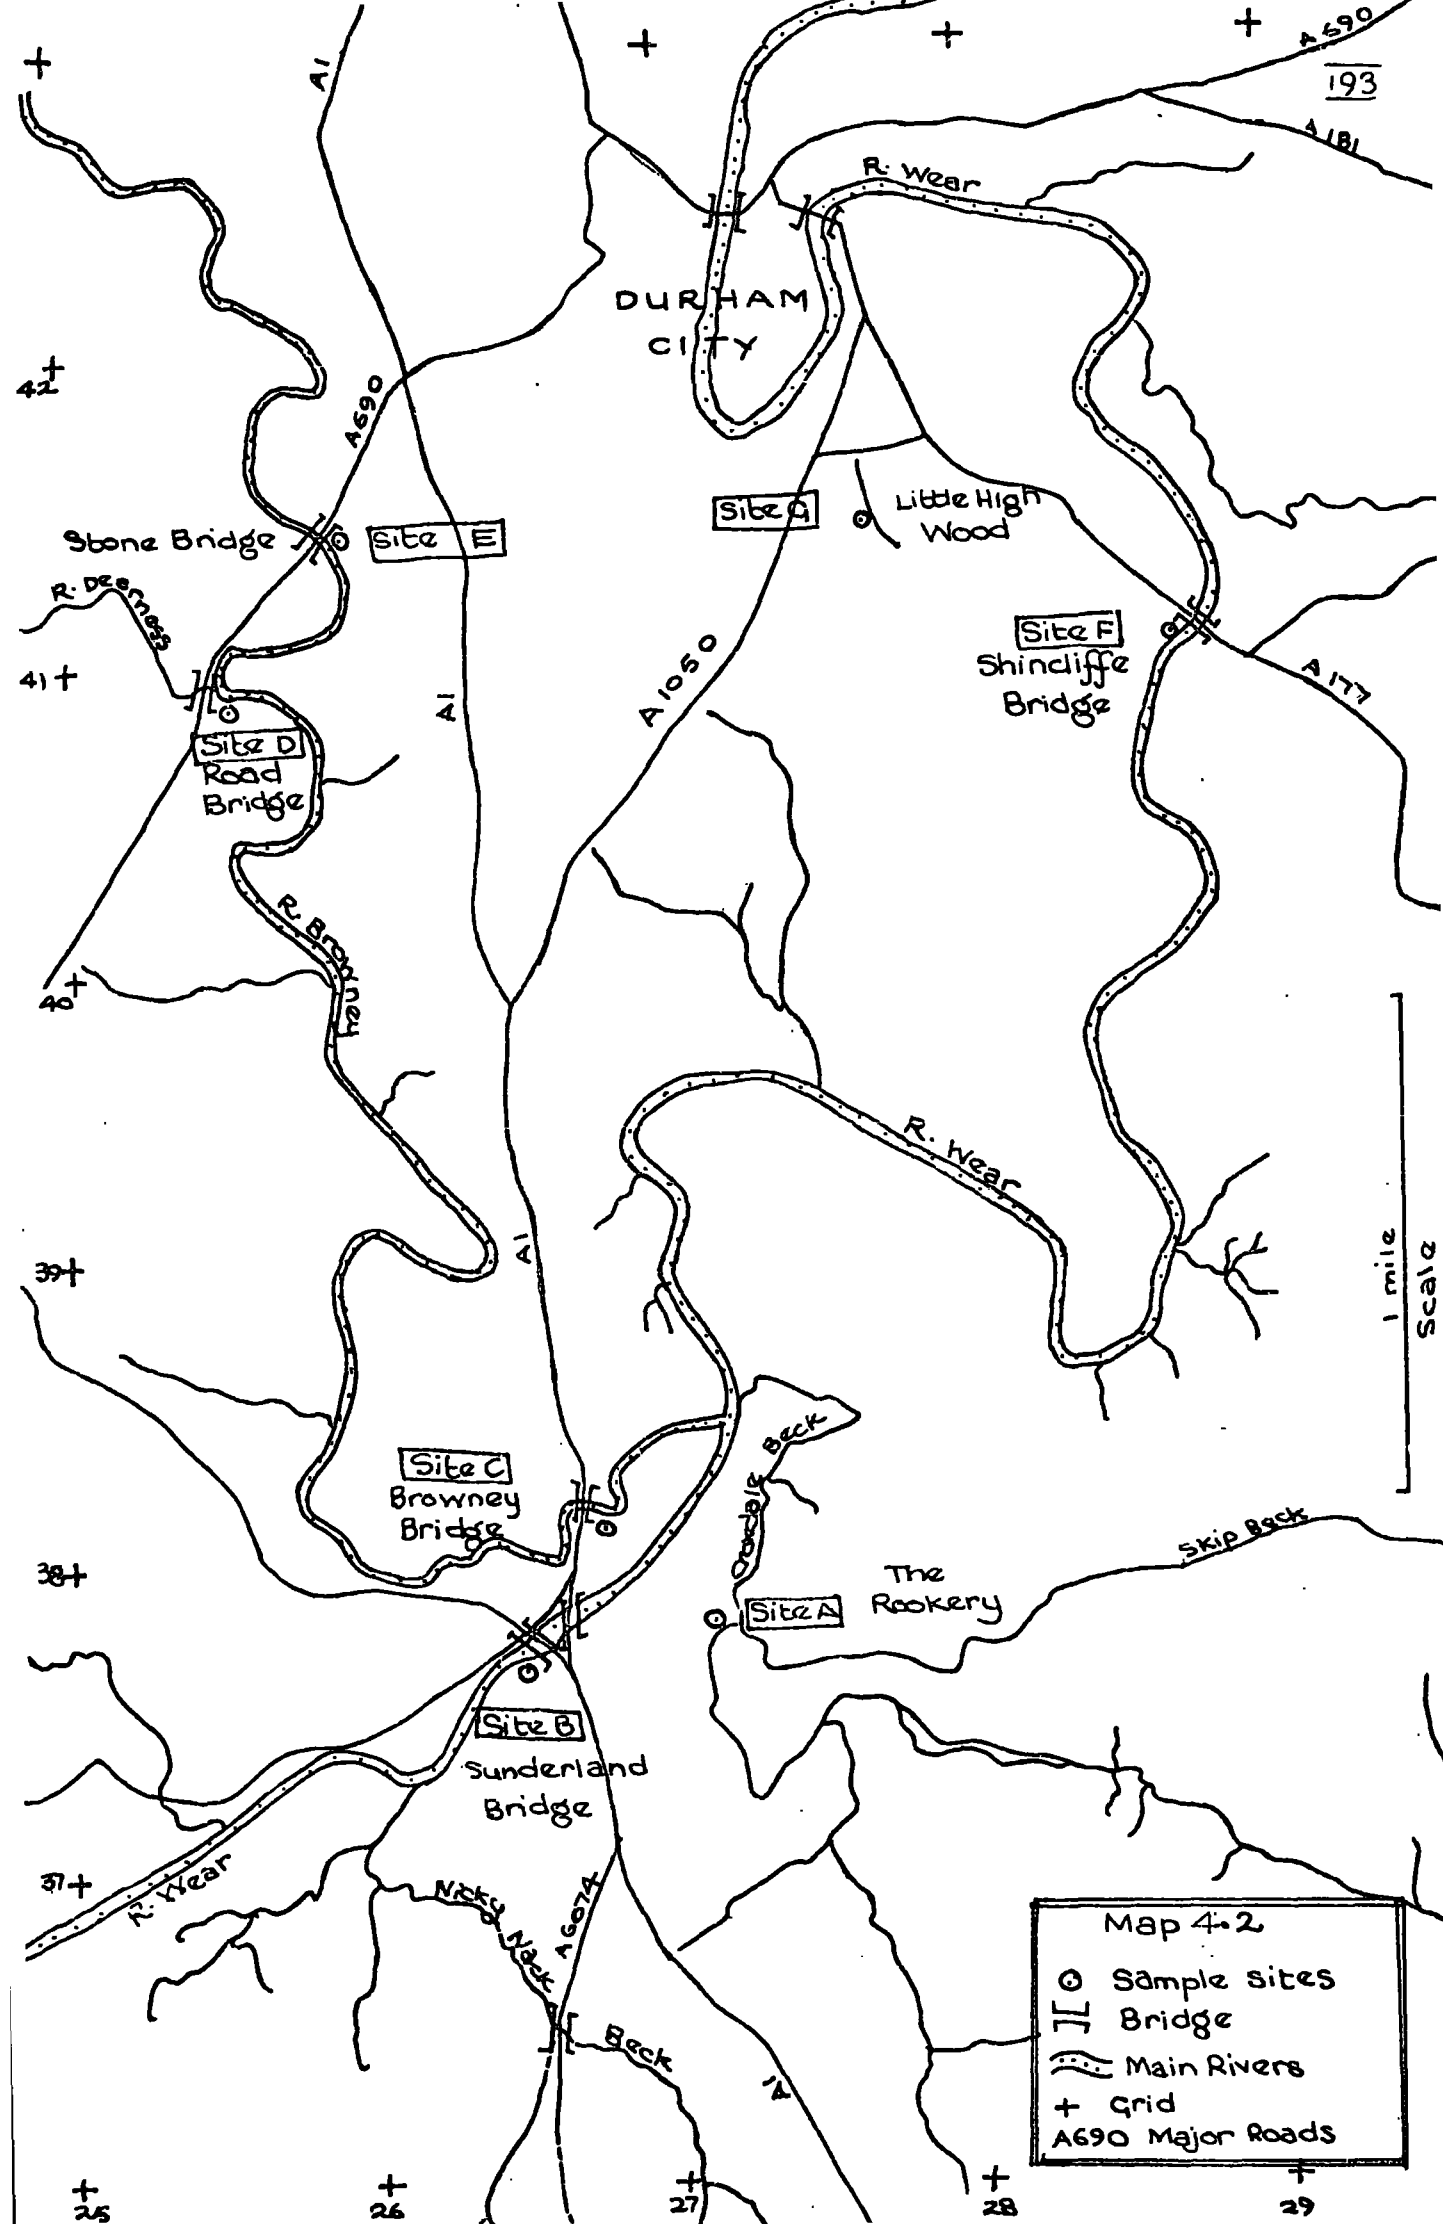 A690
193
A1
A181
R. Wear
DURHAM
CITY
42
A690
Site G
Little High
Wood
Stone Bridge
Site E
R. Deerness
Site F
Shincliffe
Bridge
A177
41
A1
A1050
Site D
Road
Bridge
R. Browney
40
R. Wear
A1
39
1 mile
Scale
Oakdale Beck
Site C
Browney
Bridge
Skip Beck
38
The
Rookery
Site A
Site B
Sunderland
Bridge
37
R. Wear
Nicky Nack Beck
A6074
A1
Map 4.2
Sample sites
Bridge
Main Rivers
Grid
A690 Major Roads
25
26
27
28
29